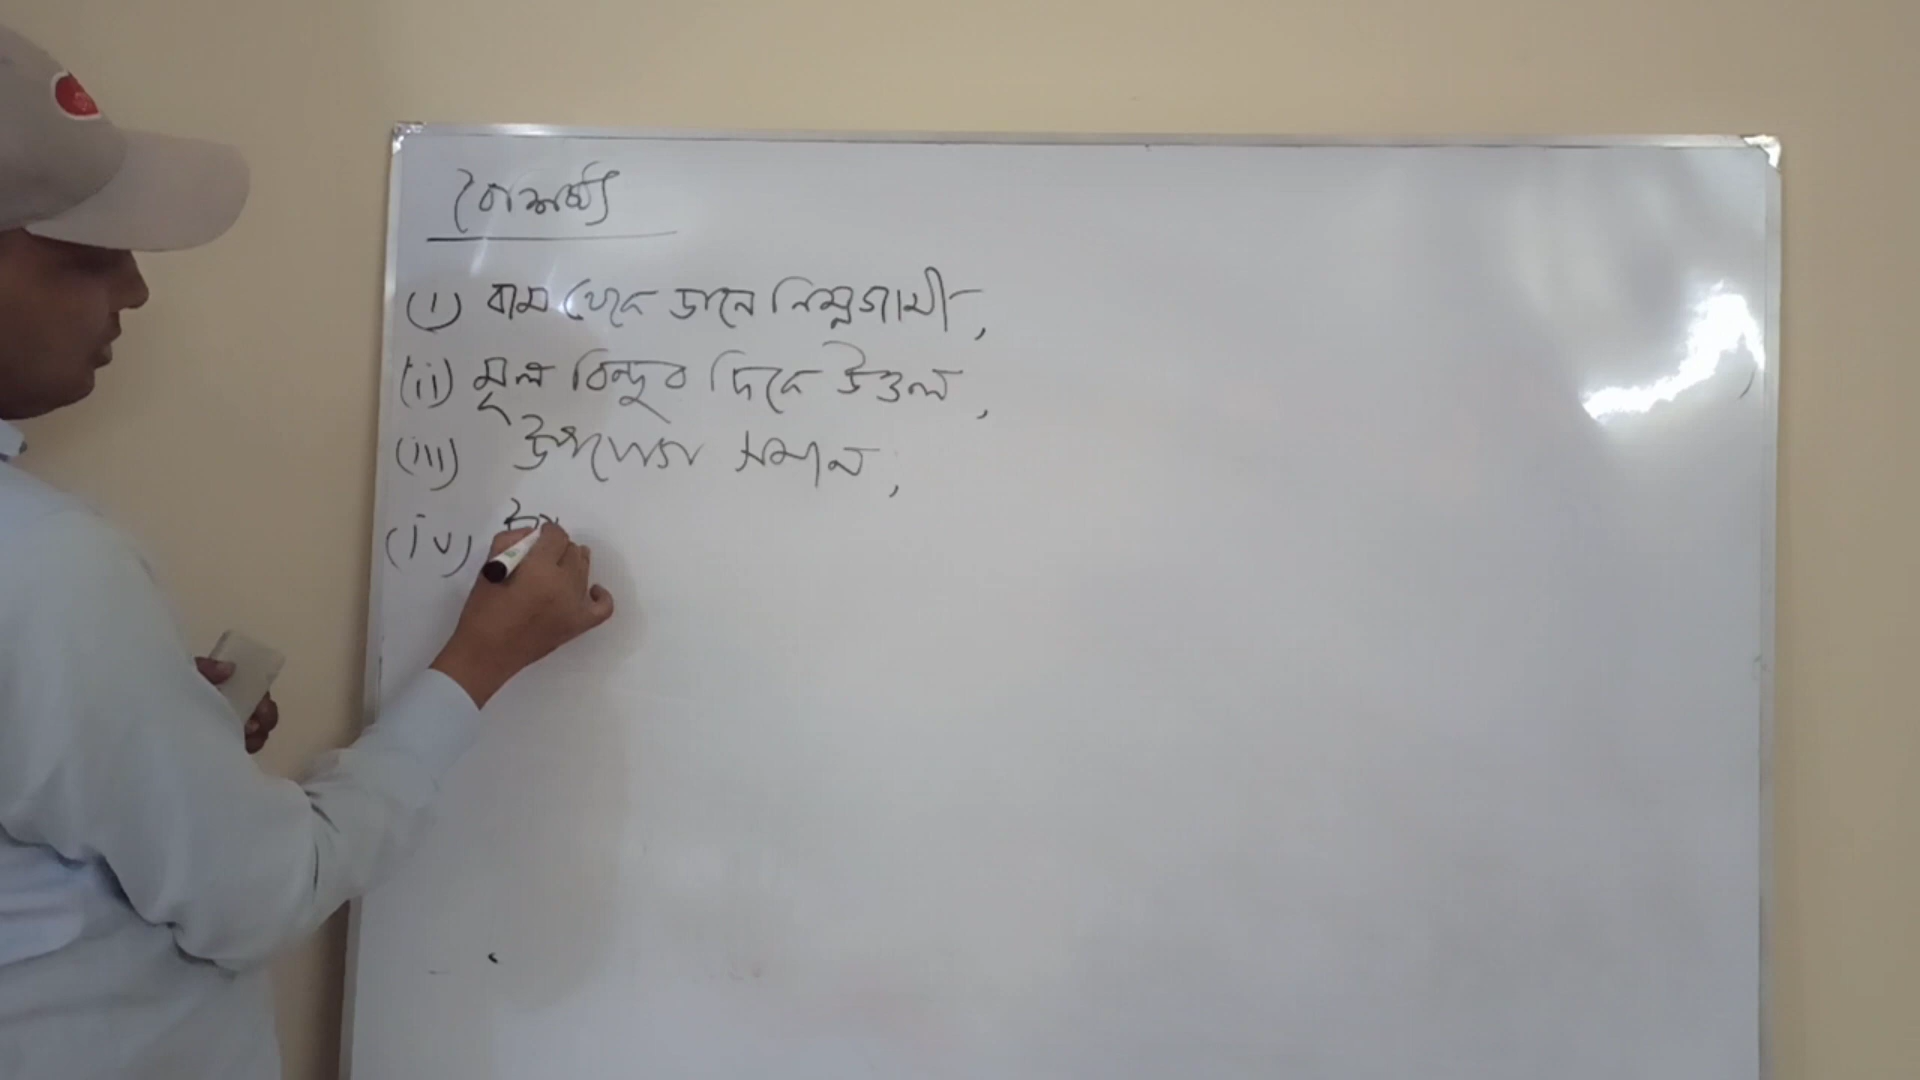 বৈশিষ্ট্য
(i) বাম থেকে ডানে নিম্নগামী,
(ii) মূল বিন্দুর দিকে উত্তল,
(iii) উপযোগ সমান,
(iv)